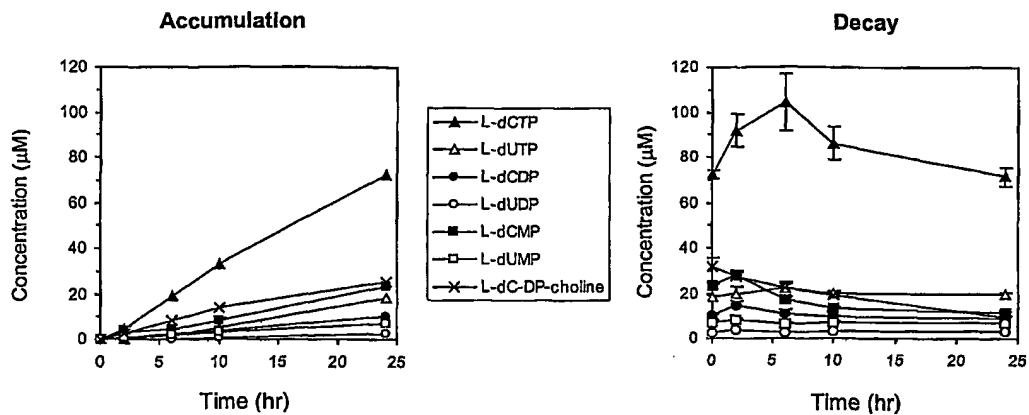 Accumulation
Concentration (μM)
120
100
80
60
40
20
0
0 5 10 15 20 25
Time (hr)
L-dCTP
L-dUTP
L-dCDP
L-dUDP
L-dCMP
L-dUMP
L-dC-DP-choline
Decay
Concentration (μM)
120
100
80
60
40
20
0
0 5 10 15 20 25
Time (hr)